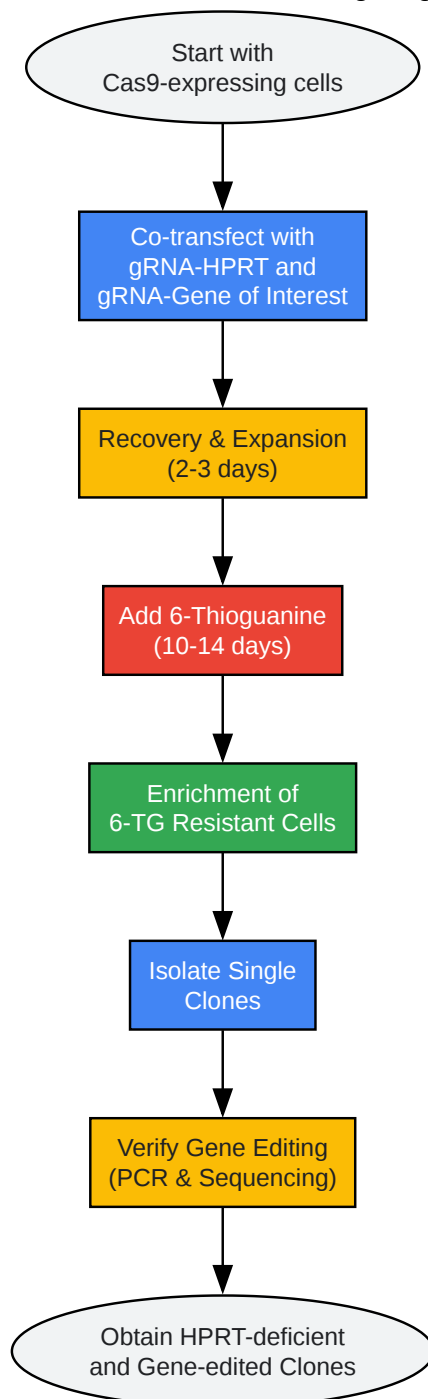 Start with
Cas9-expressing cells
Co-transfect with
gRNA-HPRT and
gRNA-Gene of Interest
Recovery & Expansion
(2-3 days)
Add 6-Thioguanine
(10-14 days)
Enrichment of
6-TG Resistant Cells
Isolate Single
Clones
Verify Gene Editing
(PCR & Sequencing)
Obtain HPRT-deficient
and Gene-edited Clones